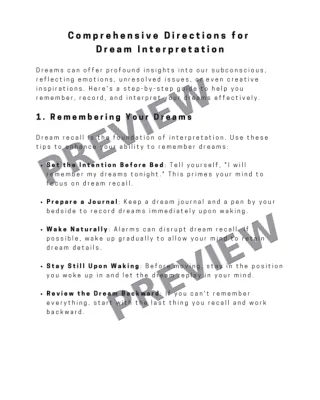 Comprehensive Directions for
Dream Interpretation
Dreams can offer profound insights into our subconscious,
reflecting emotions, unresolved issues, or even creative
inspirations. Here's a step-by-step guide to help you
remember, record, and interpret your dreams effectively.
1. Remembering Your Dreams
Dream recall is the foundation of interpretation. Use these
tips to enhance your ability to remember dreams:
• Set the Intention Before Bed: Tell yourself, "I will
remember my dreams tonight." This primes your mind to
focus on dream recall.
• Prepare a Journal: Keep a dream journal and a pen by your
bedside to record dreams immediately upon waking.
• Wake Naturally: Alarms can disrupt dream recall. If
possible, wake up gradually to allow your mind to retain
dream details.
• Stay Still Upon Waking: Before moving, stay in the position
you woke up in and let the dream replay in your mind.
• Review the Dream Backward: If you can't remember
everything, start with the last thing you recall and work
backward.
PREVIEW
PREVIEW